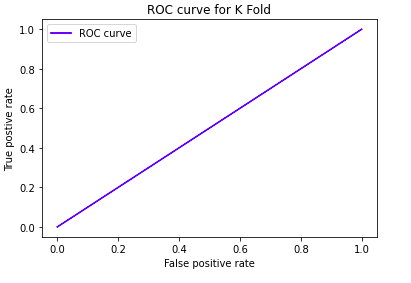 ROC curve for K Fold
ROC curve
True postive rate
1.0
0.8
0.6
0.4
0.2
0.0
0.0 0.2 0.4 0.6 0.8 1.0
False positive rate